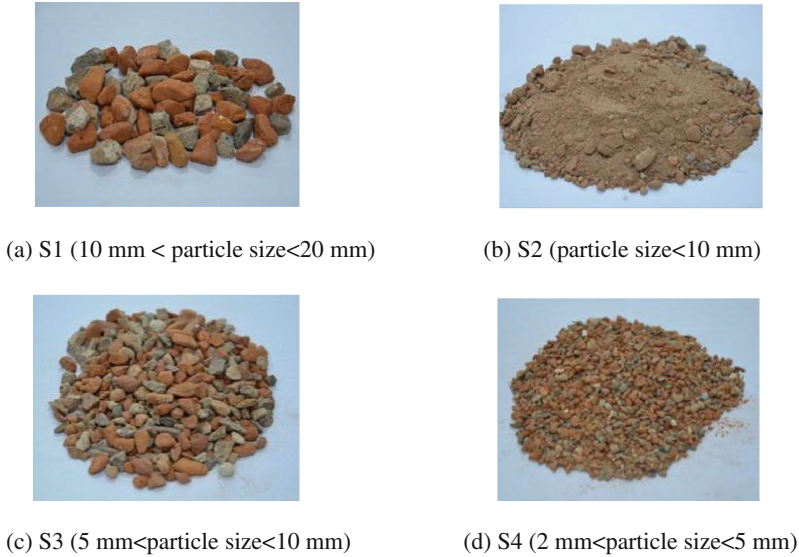 (a) S1 (10 mm < particle size<20 mm)
(b) S2 (particle size<10 mm)
(c) S3 (5 mm<particle size<10 mm)
(d) S4 (2 mm<particle size<5 mm)